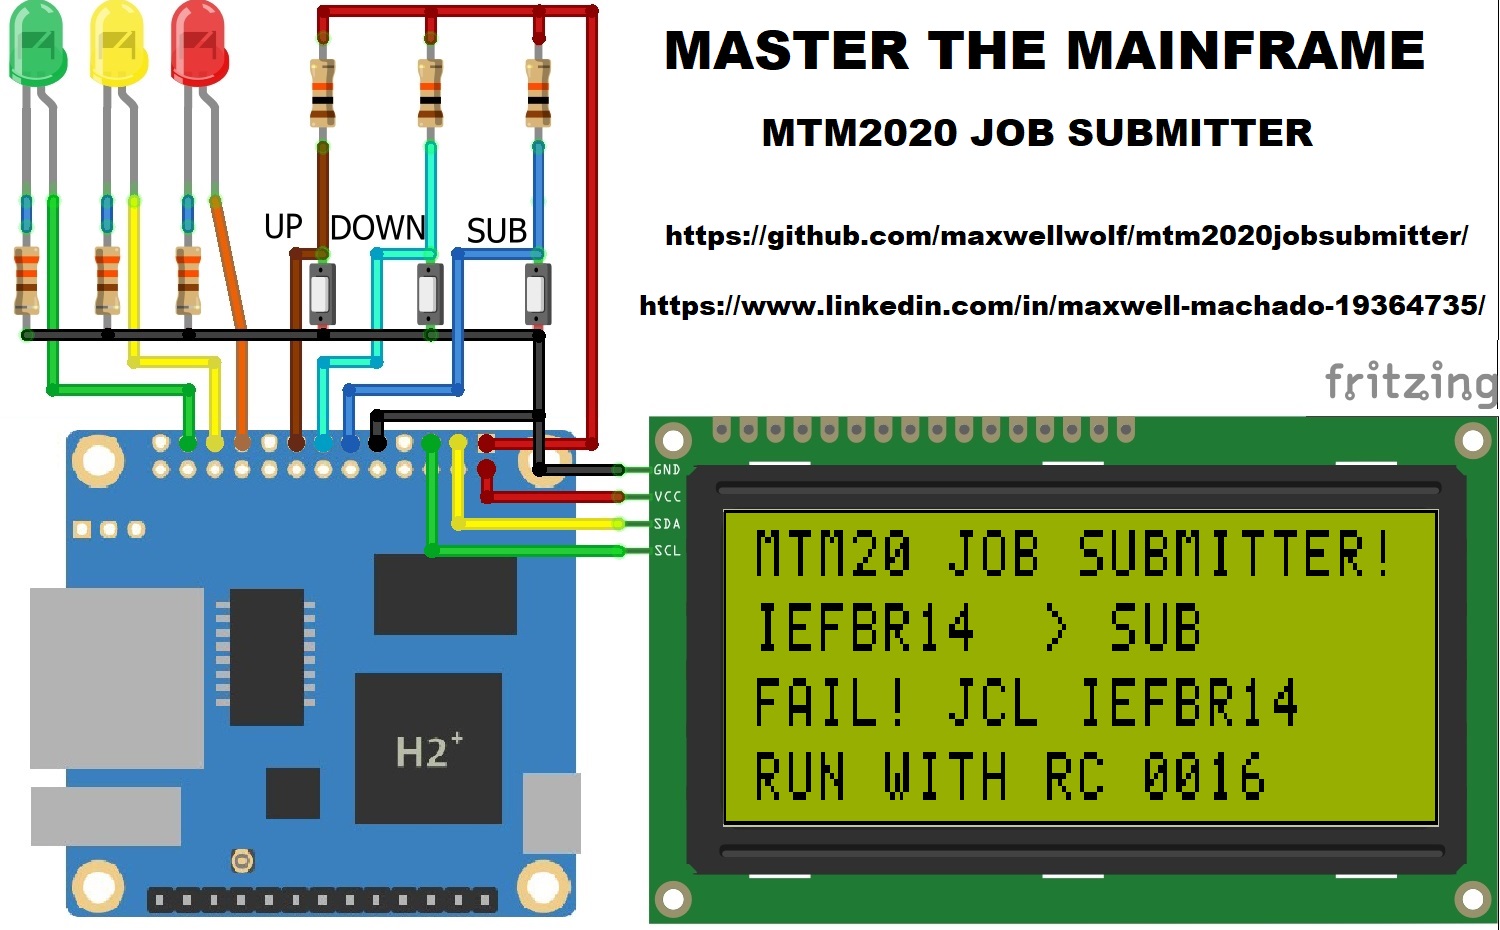 MASTER THE MAINFRAME
MTM2020 JOB SUBMITTER
UP DOWN SUB
https://github.com/maxwellwolf/mtm2020jobsubmitter/
https://www.linkedin.com/in/maxwell-machado-19364735/
fritzing
GND
VCC
SDA
SCL
MTM20 JOB SUBMITTER!
IEFBR14 > SUB
FAIL! JCL IEFBR14
RUN WITH RC 0016
H2+